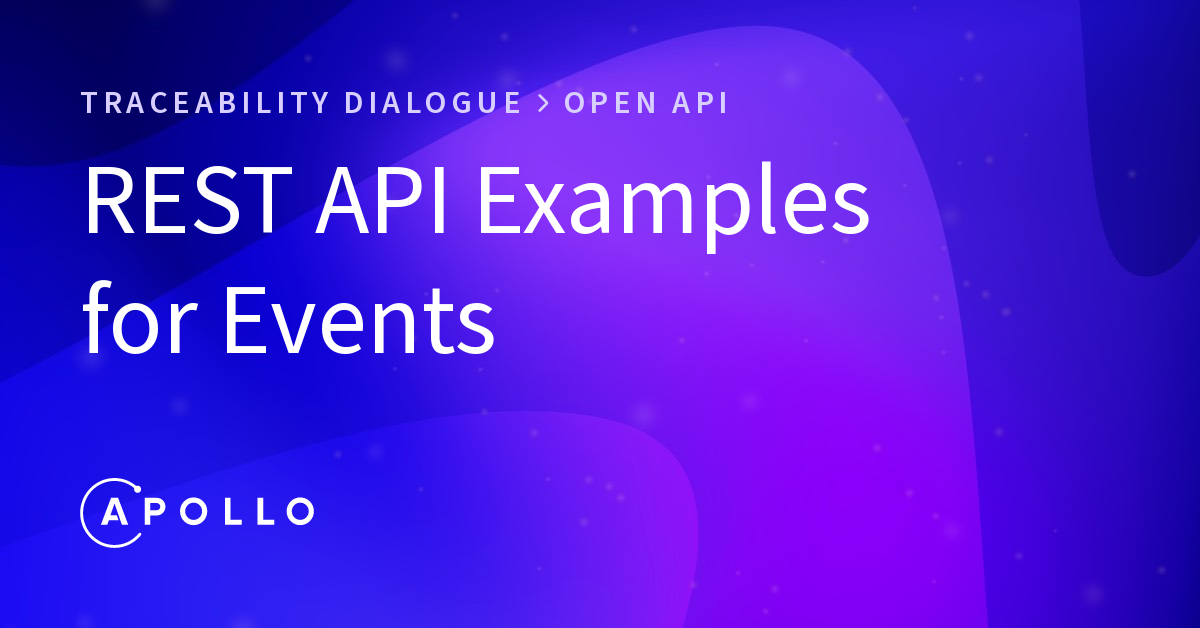 TRACEABILITY DIALOGUE > OPEN API
REST API Examples
for Events
APOLLO